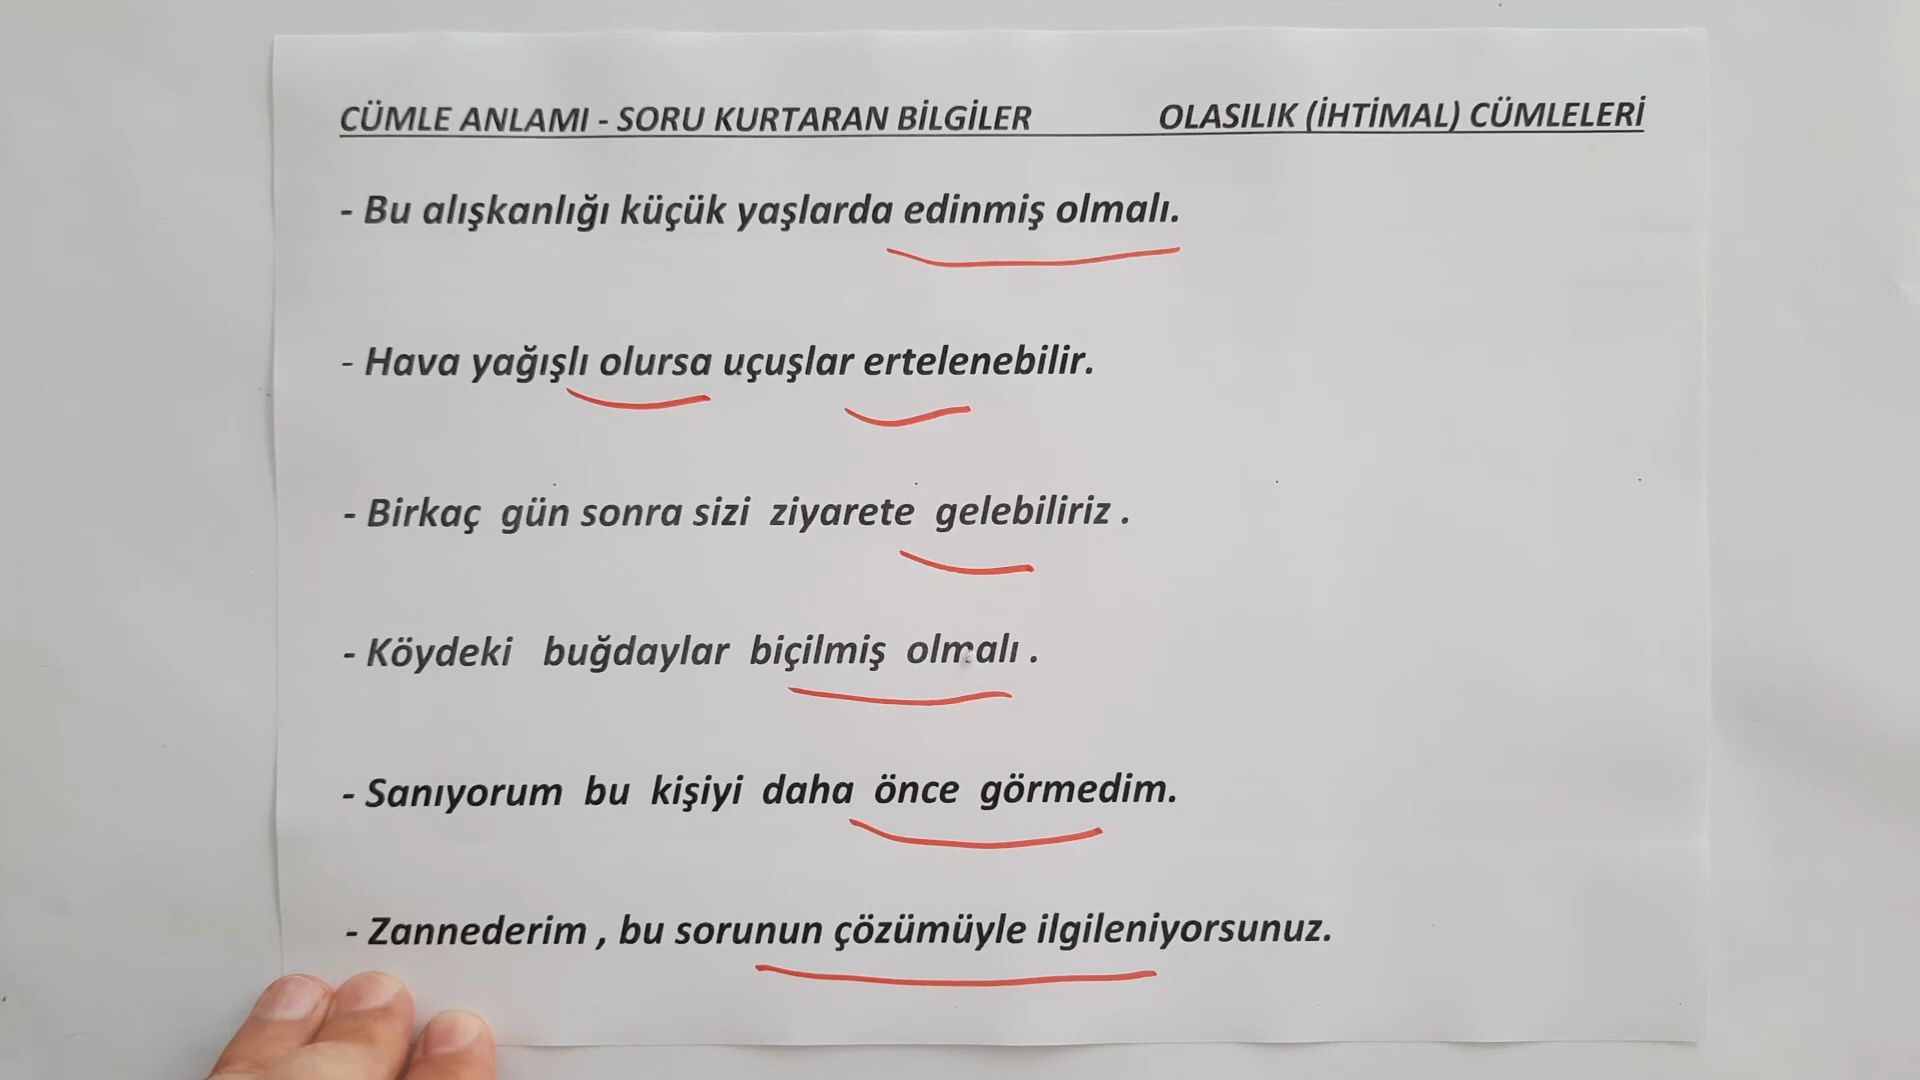 CÜMLE ANLAMI - SORU KURTARAN BİLGİLER OLASILIK (İHTİMAL) CÜMLELERİ
- Bu alışkanlığı küçük yaşlarda edinmiş olmalı.
- Hava yağışlı olursa uçuşlar ertelenebilir.
- Birkaç gün sonra sizi ziyarete gelebiliriz .
- Köydeki buğdaylar biçilmiş olmalı .
- Sanıyorum bu kişiyi daha önce görmedim.
- Zannederim , bu sorunun çözümüyle ilgileniyorsunuz.